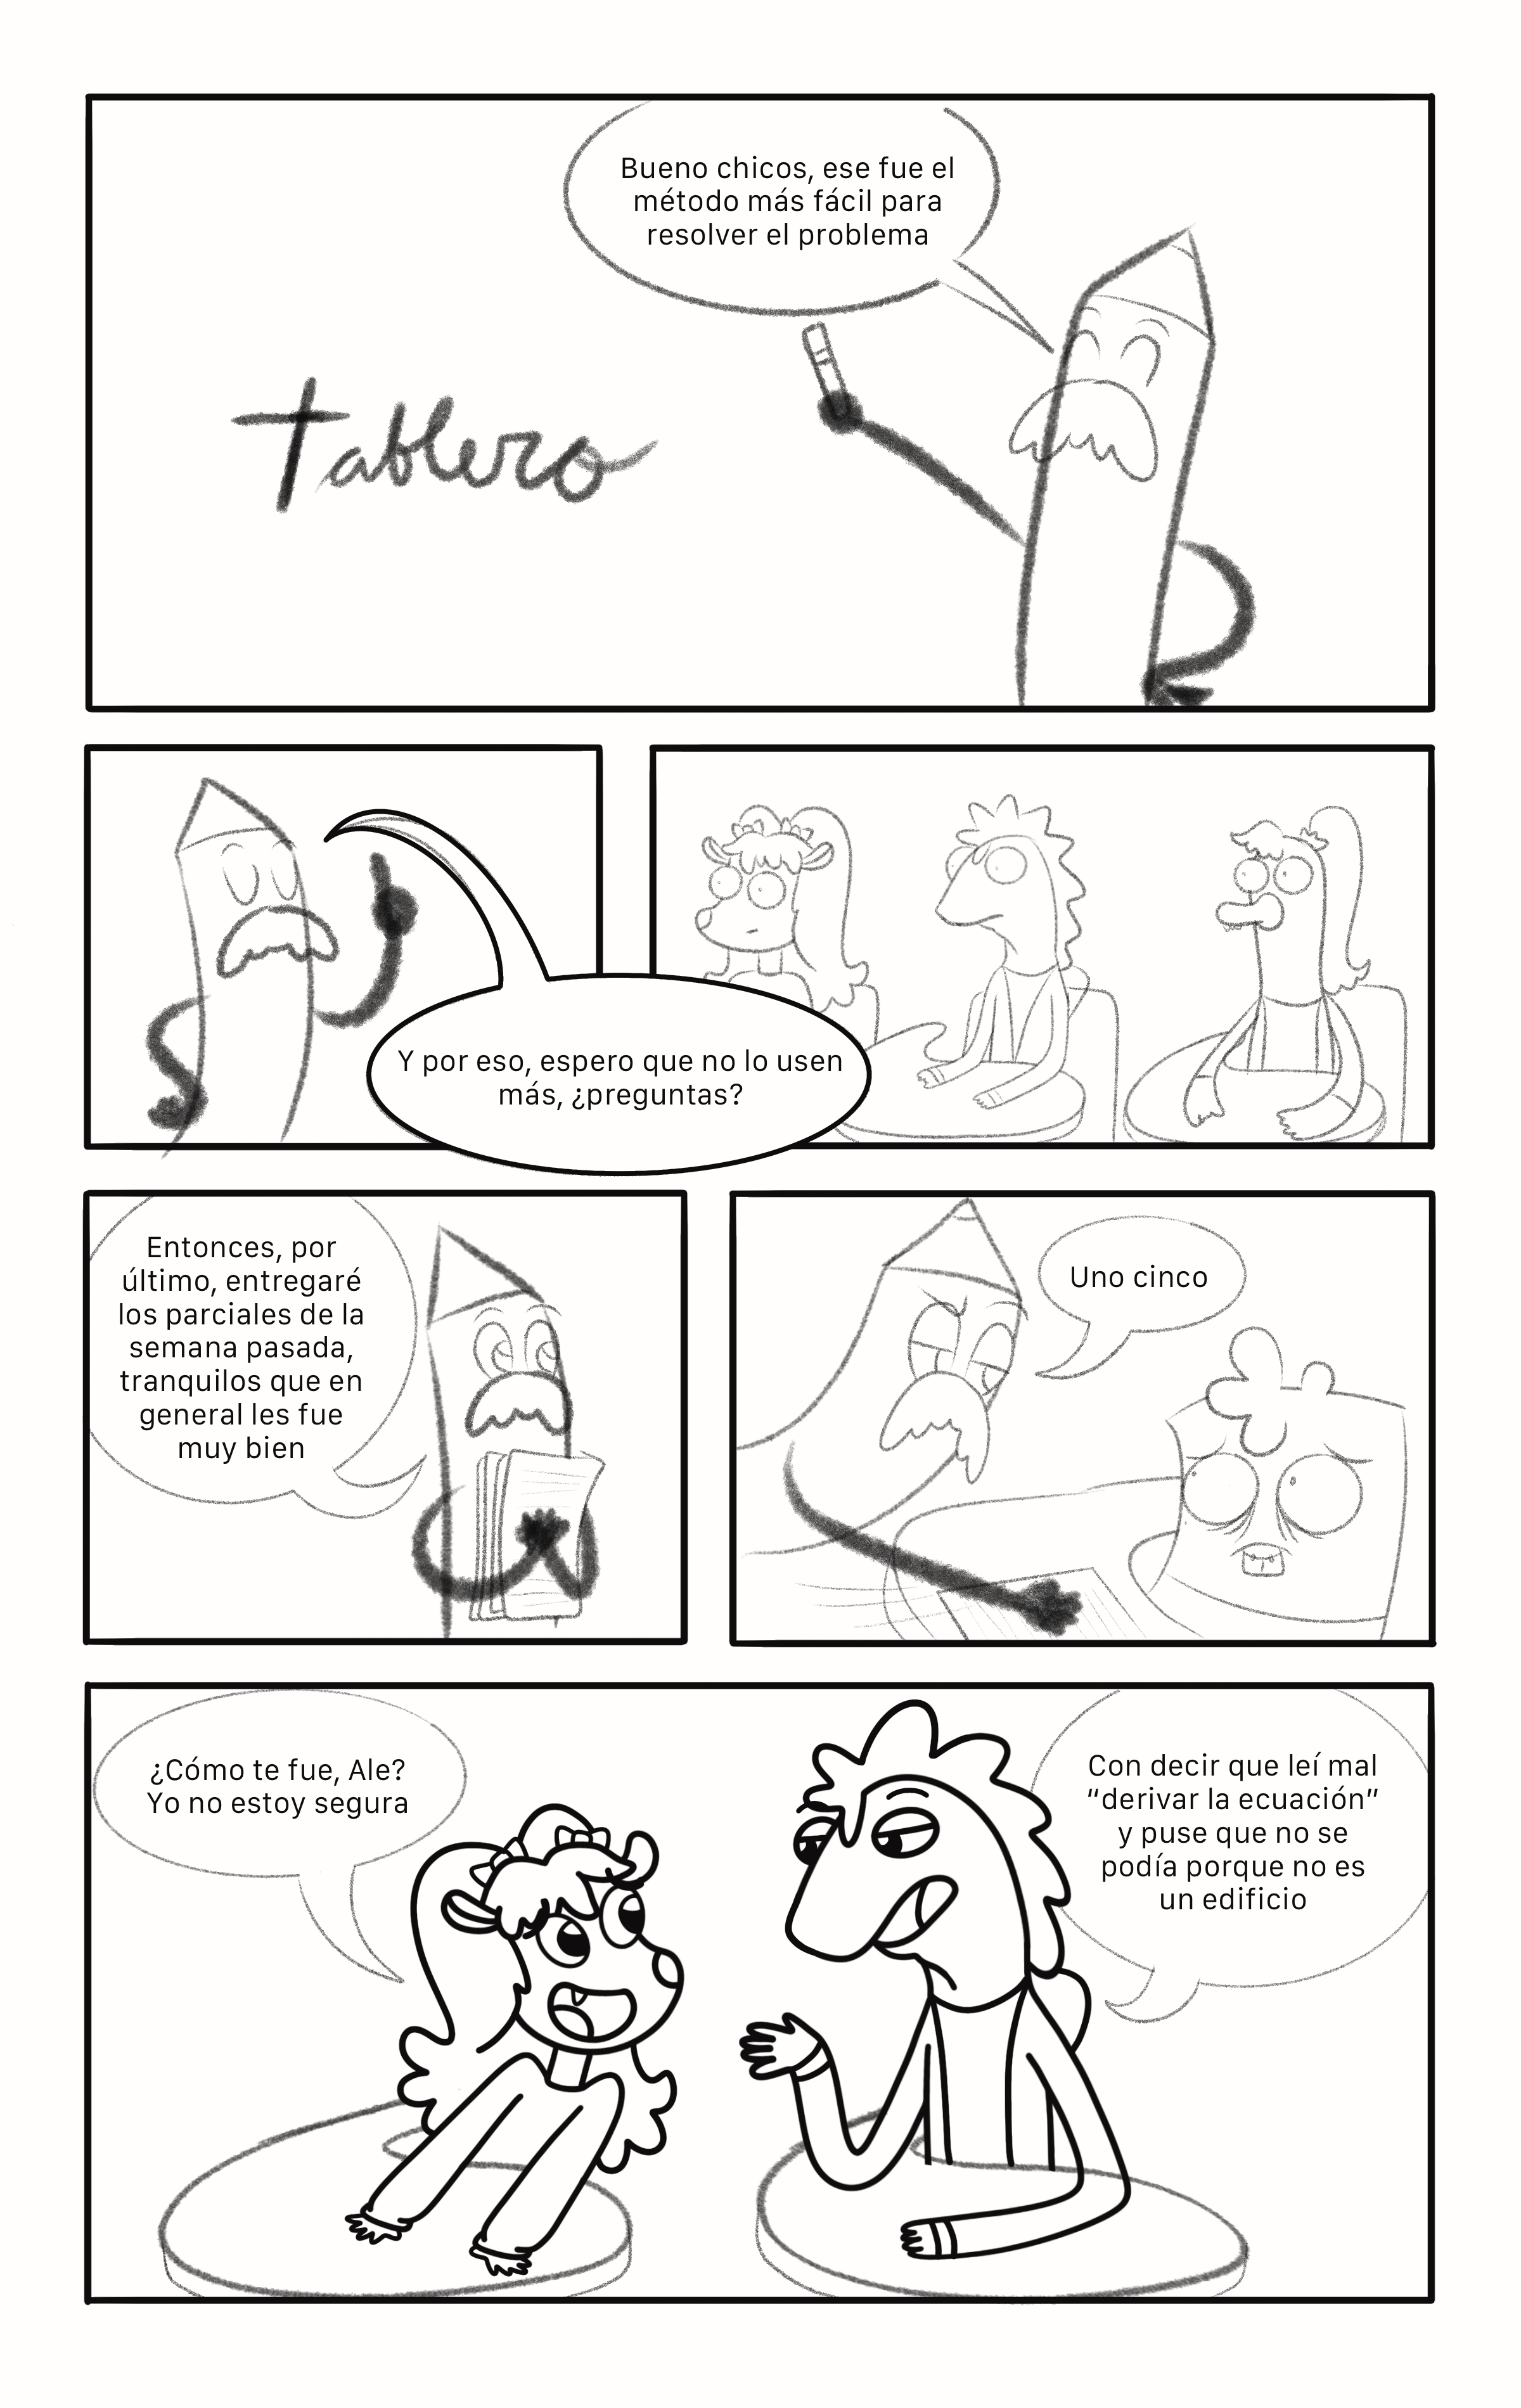 Bueno chicos, ese fue el
método más fácil para
resolver el problema
Tablero
Y por eso, espero que no lo usen
más, ¿preguntas?
Entonces, por
último, entregaré
los parciales de la
semana pasada,
tranquilos que en
general les fue
muy bien
Uno cinco
¿Cómo te fue, Ale?
Yo no estoy segura
Con decir que leí mal
“derivar la ecuación”
y puse que no se
podía porque no es
un edificio